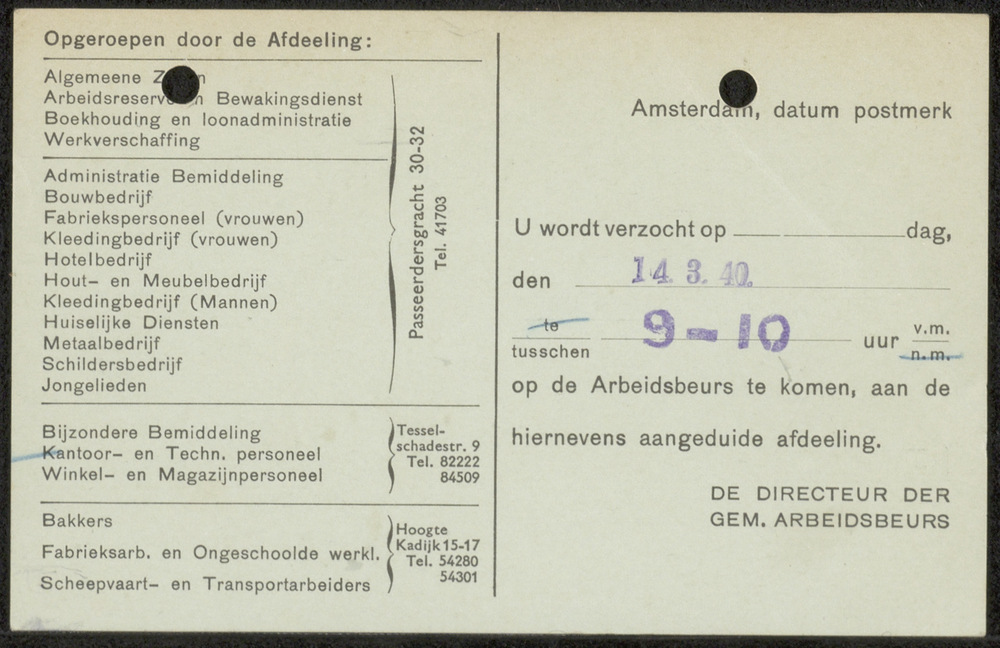 Opgeroepen door de Afdeeling:
Algemeene
Arbeidsreserve en Bewakingsdienst
Boekhouding en loonadministratie
Werkverschaffing
Administratie Bemiddeling
Bouwbedrijf
Fabriekspersoneel (vrouwen)
Kleedingbedrijf (vrouwen)
Hotelbedrijf
Hout- en Meubelbedrijf
Kleedingbedrijf (Mannen)
Huiselijke Diensten
Metaalbedrijf
Schildersbedrijf
Jongelieden
Passeerdersgracht 30-32
Tel. 41703
Bijzondere Bemiddeling
Kantoor- en Techn. personeel
Winkel- en Magazijnpersoneel
Tessel-
schadestr. 9
Tel. 82222
84509
Bakkers
Fabrieksarb. en Ongeschoolde werkl.
Scheepvaart- en Transportarbeiders
Hoogte
Kadijk 15-17
Tel. 54280
54301
Amsterdam, datum postmerk
U wordt verzocht op dag,
den 14. 3. 40.
te
tusschen 9-10 uur v.m.
n.m.
op de Arbeidsbeurs te komen, aan de
hiernevens aangeduide afdeeling.
DE DIRECTEUR DER
GEM. ARBEIDSBEURS